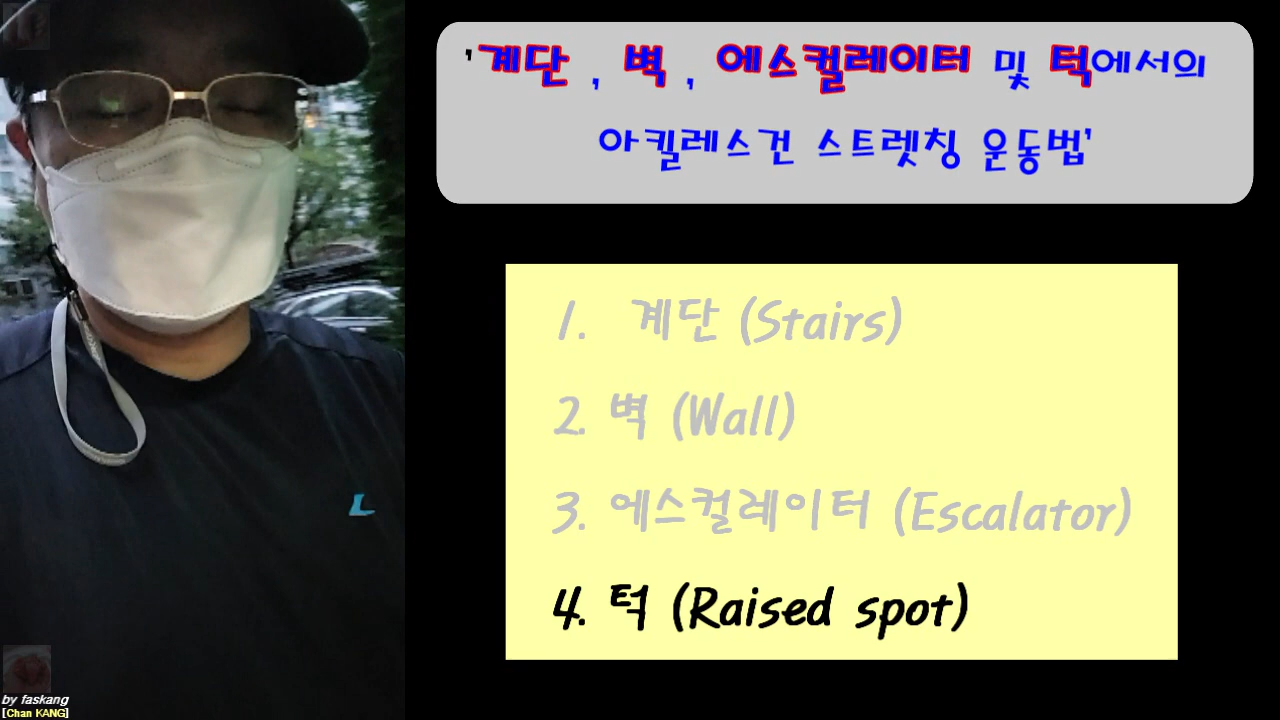 '계단 , 벽 , 에스컬레이터 및 턱에서의
아킬레스건 스트렛칭 운동법'
1. 계단 (Stairs)
2. 벽 (Wall)
3. 에스컬레이터 (Escalator)
4. 턱 (Raised spot)
L
by faskang
[Chan KANG]